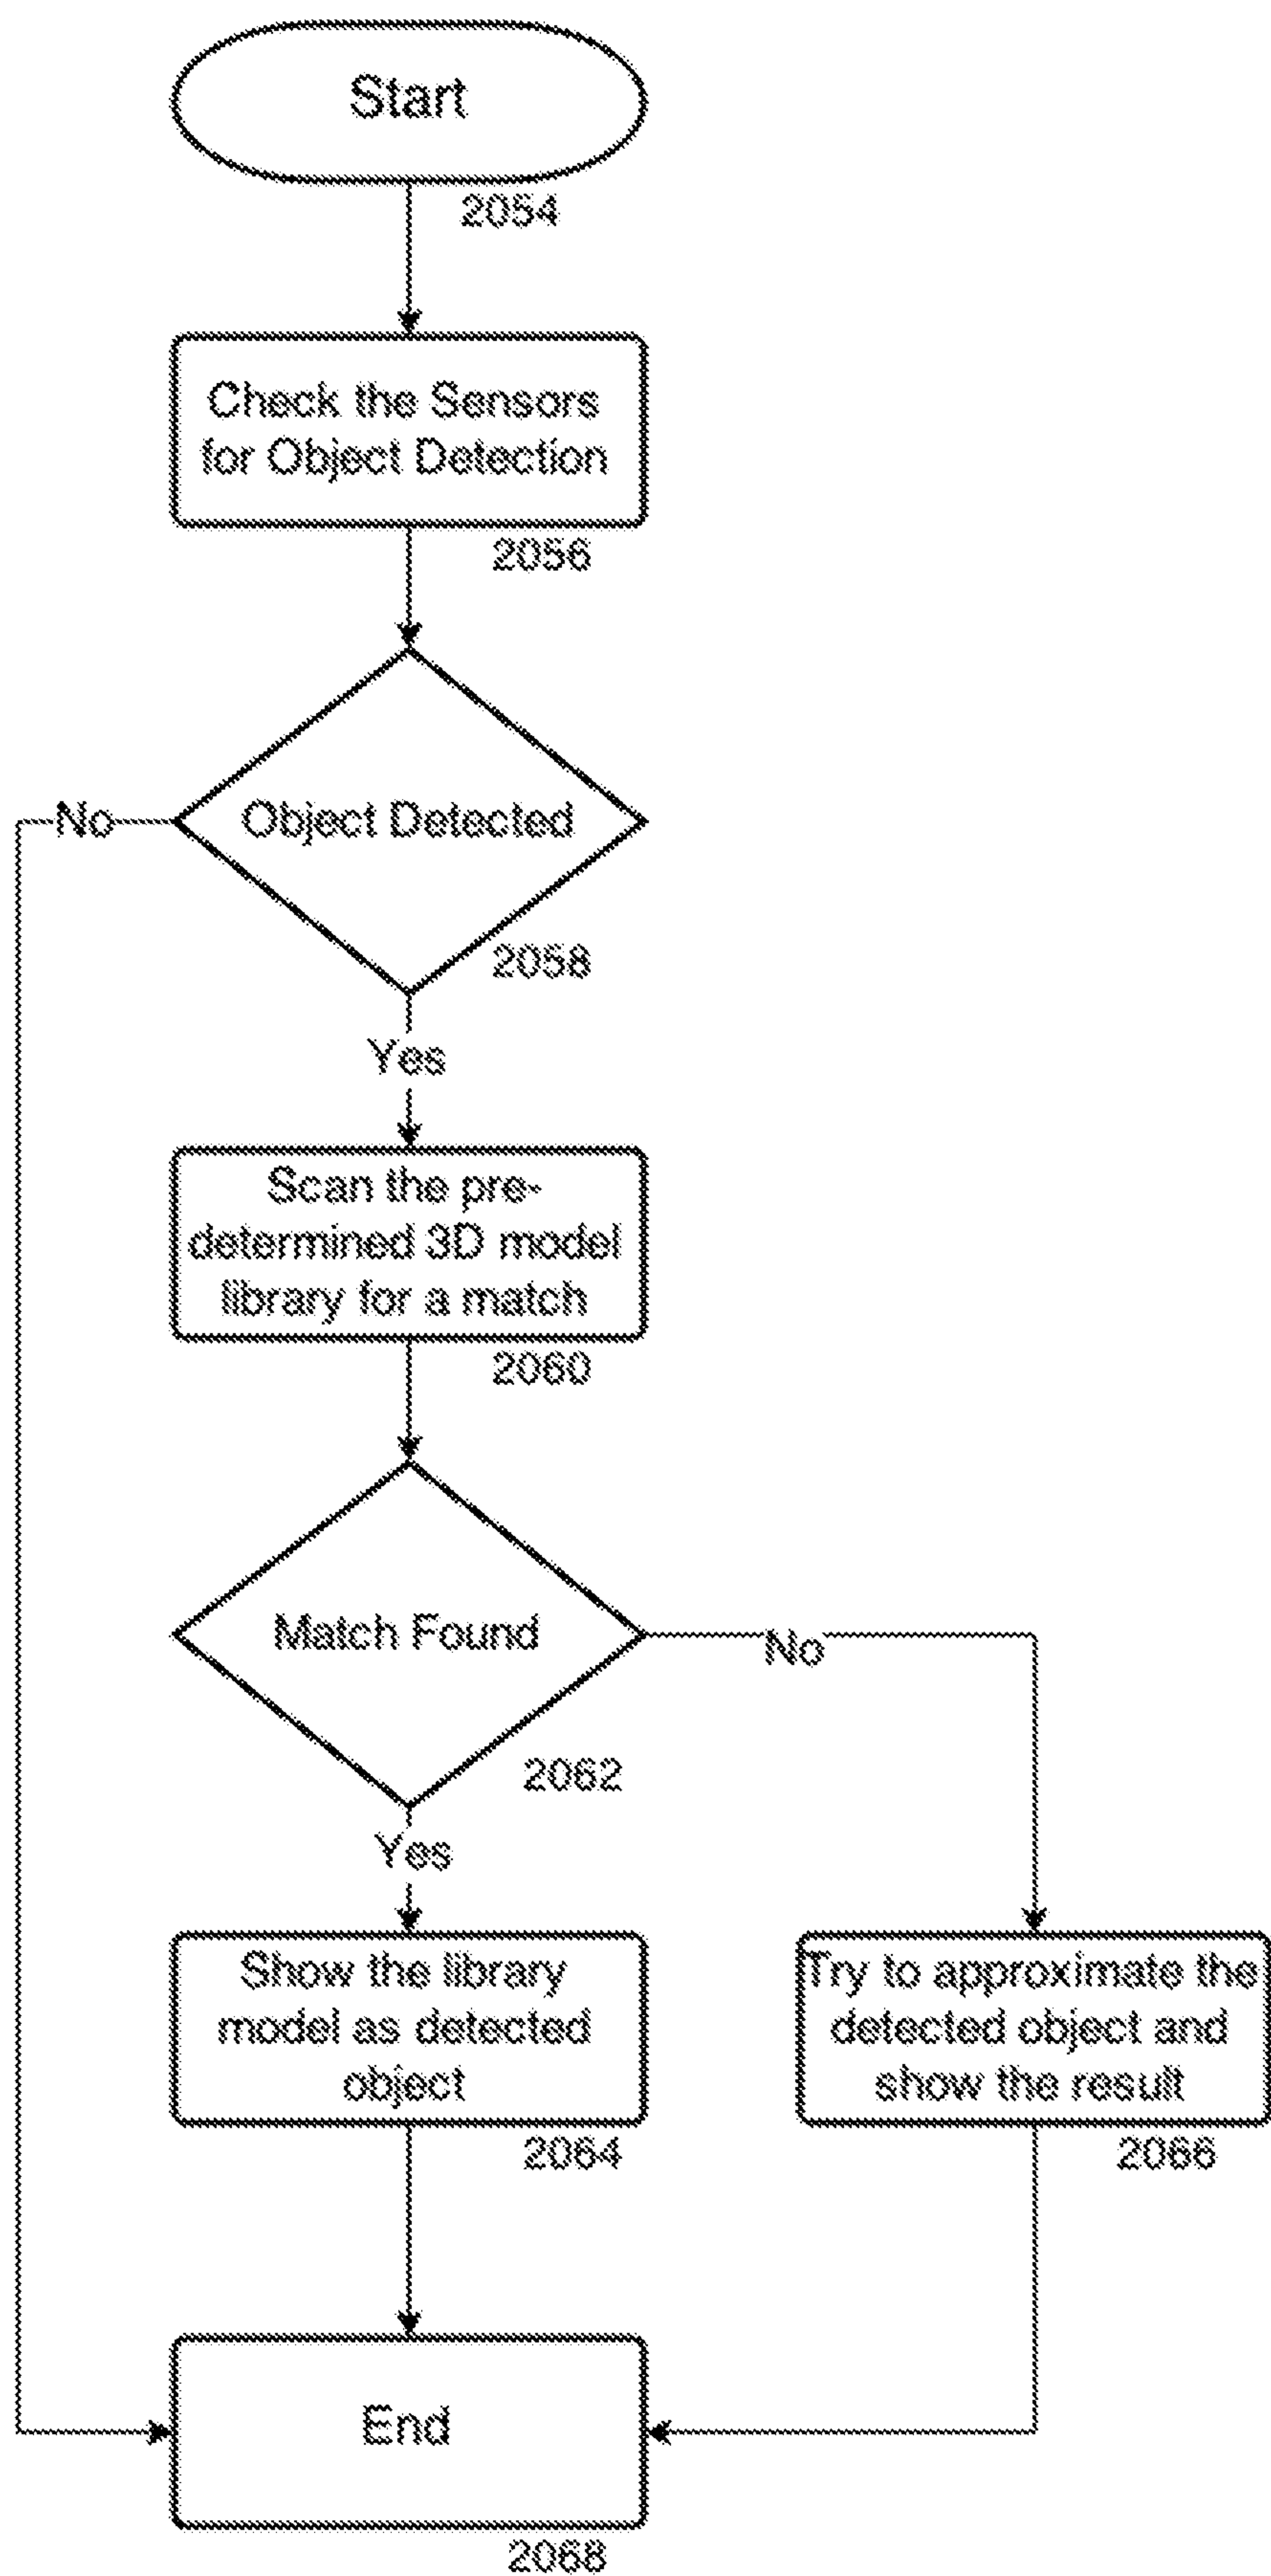 Start
2054
Check the Sensors
for Object Detection
2056
No
Object Detected
2058
Yes
Scan the pre-
determined 3D model
library for a match
2060
Match Found
No
2062
Yes
Show the library
model as detected
object
2064
Try to approximate the
detected object and
show the result
2066
End
2068